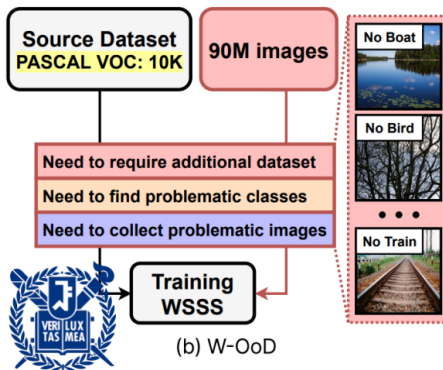 Source Dataset
PASCAL VOC: 10K
90M images
No Boat
No Bird
No Train
Need to require additional dataset
Need to find problematic classes
Need to collect problematic images
VERI LUX
TAS MEA
Training
WSSS
(b) W-OoD